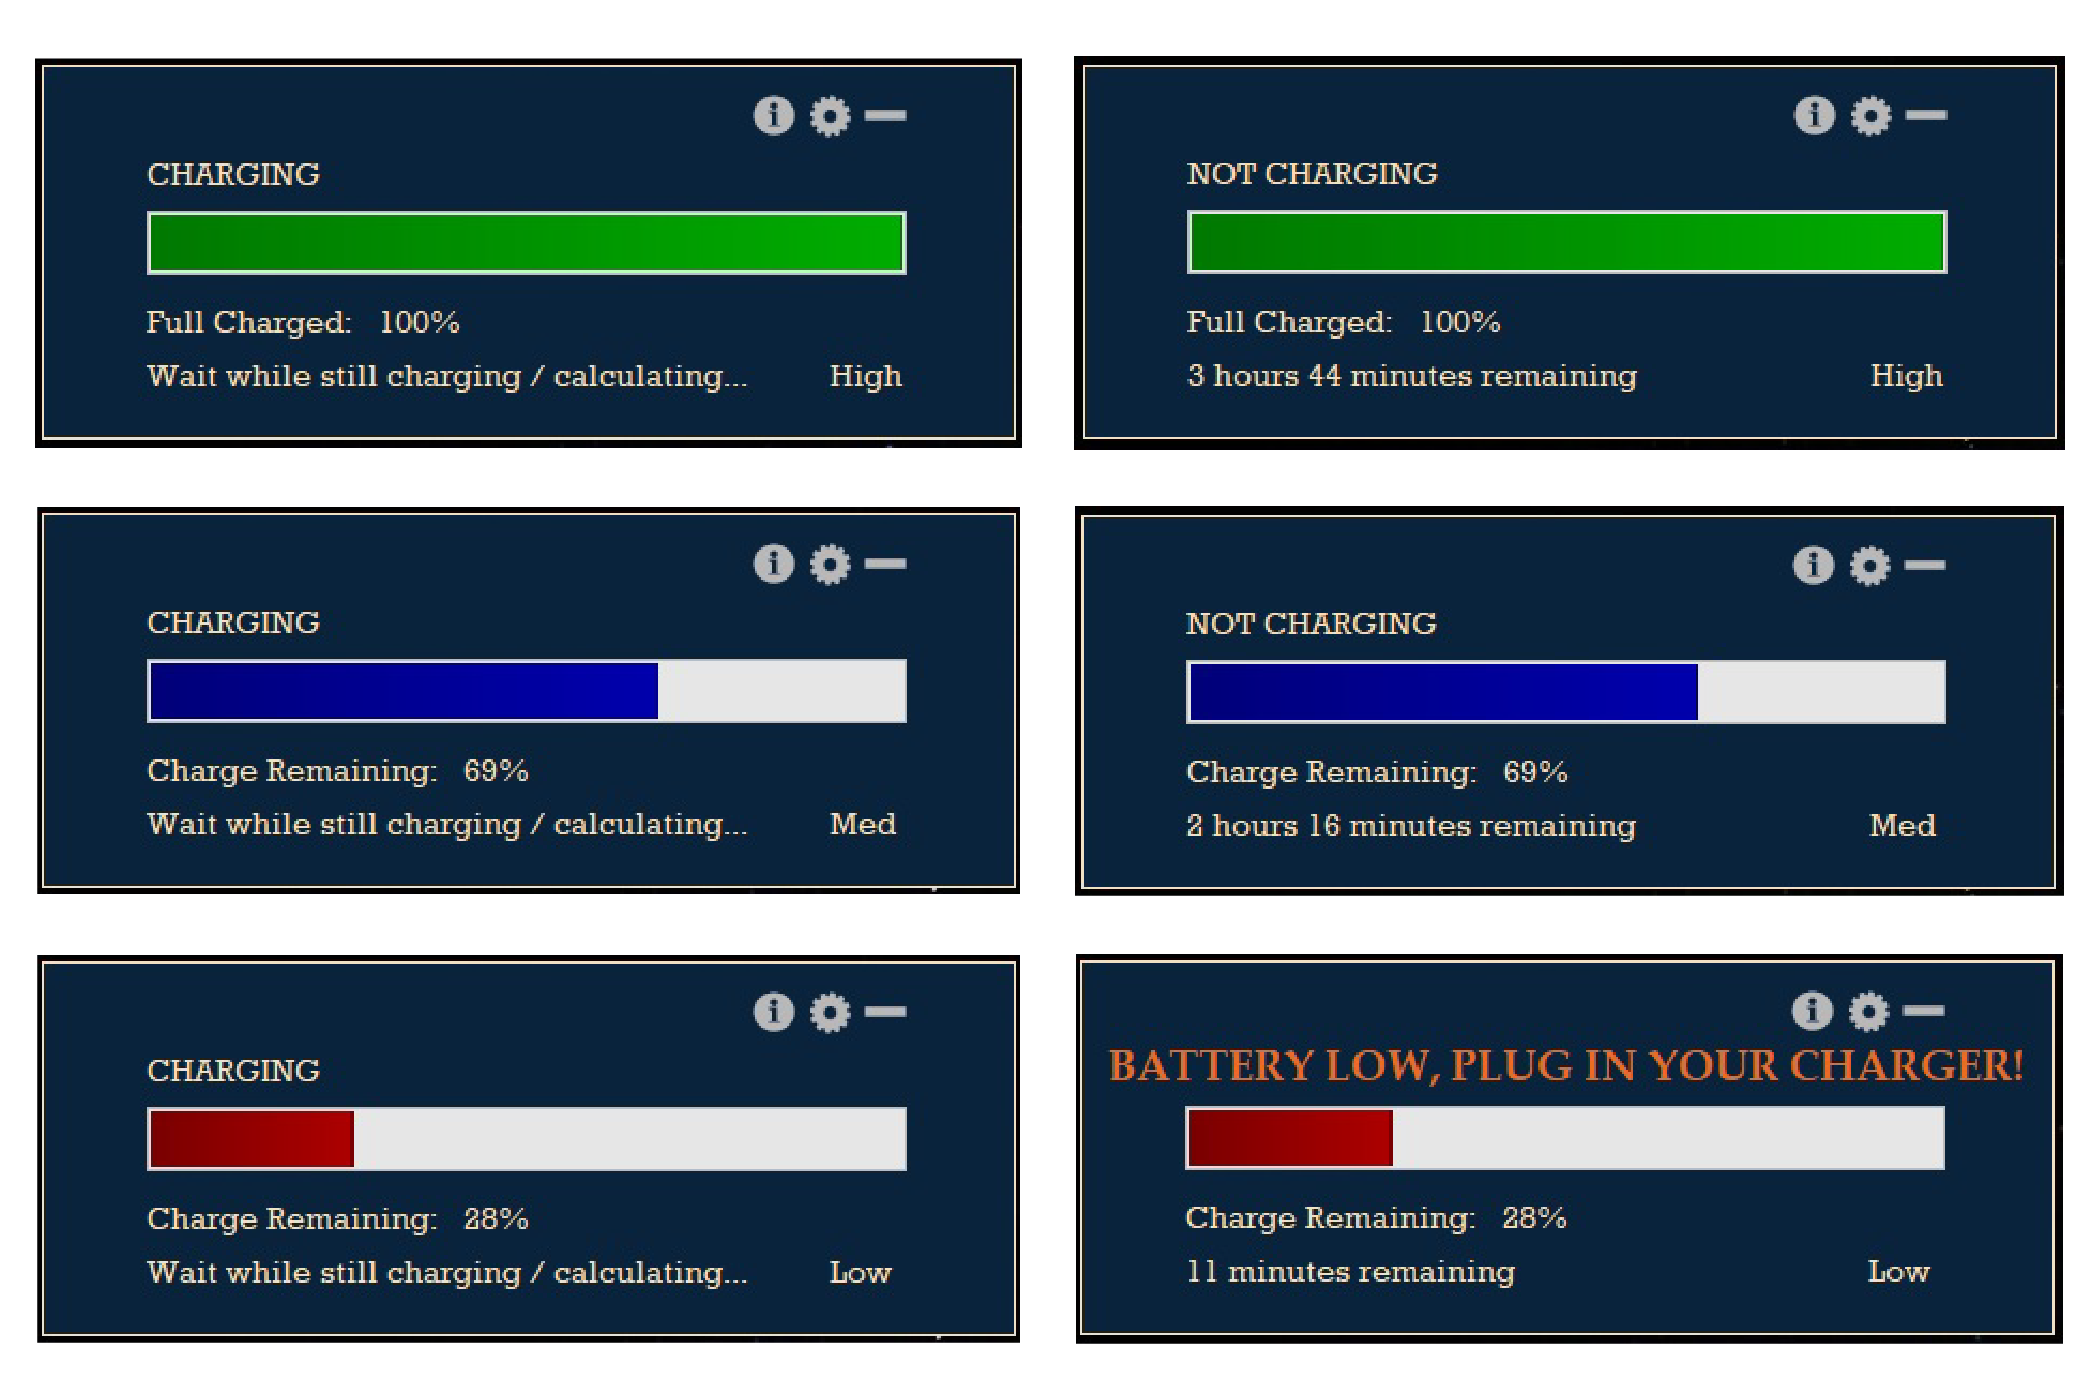 CHARGING
Full Charged: 100%
Wait while still charging / calculating... High
NOT CHARGING
Full Charged: 100%
3 hours 44 minutes remaining High
CHARGING
Charge Remaining: 69%
Wait while still charging / calculating... Med
NOT CHARGING
Charge Remaining: 69%
2 hours 16 minutes remaining Med
CHARGING
Charge Remaining: 28%
Wait while still charging / calculating... Low
BATTERY LOW, PLUG IN YOUR CHARGER!
Charge Remaining: 28%
11 minutes remaining Low